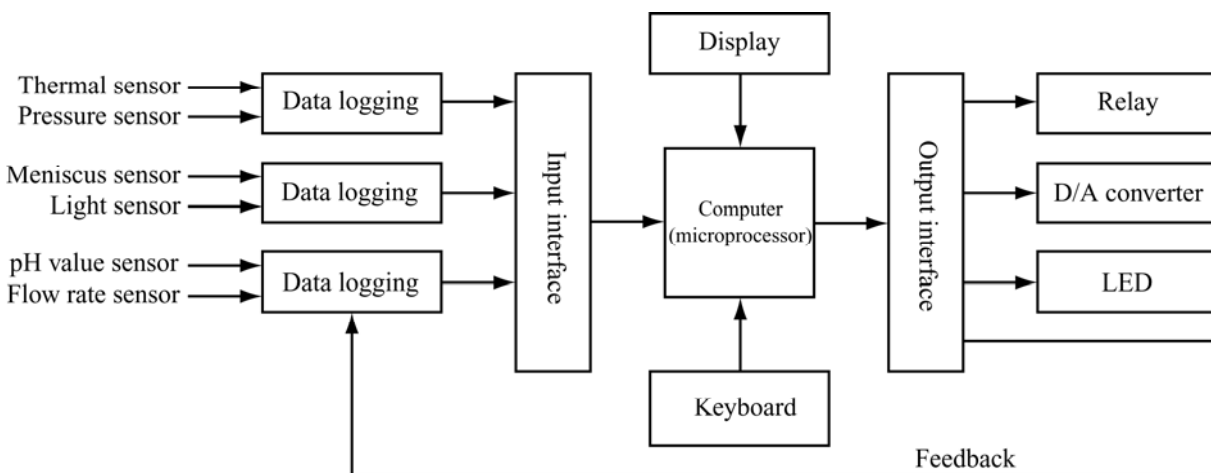 Thermal sensor
Pressure sensor
Data logging
Meniscus sensor
Light sensor
Data logging
pH value sensor
Flow rate sensor
Data logging
Input interface
Display
Computer
(microprocessor)
Keyboard
Output interface
Relay
D/A converter
LED
Feedback